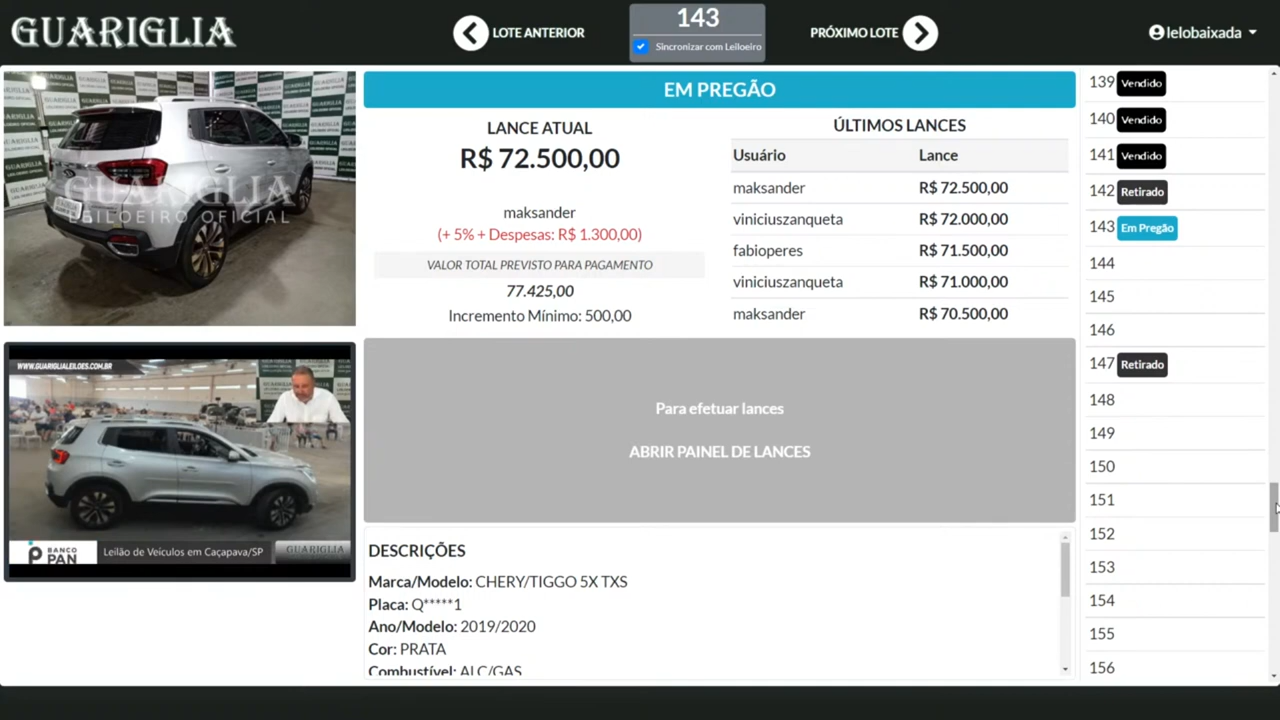 GUARIGLIA
LOTE ANTERIOR
143
Sincronizar com Leiloeiro
PRÓXIMO LOTE
lelobaixada
GUARIGLIA
LEILOEIRO OFICIAL
EM PREGÃO
LANCE ATUAL
R$ 72.500,00
maksander
(+ 5% + Despesas: R$ 1.300,00)
VALOR TOTAL PREVISTO PARA PAGAMENTO
77.425,00
Incremento Mínimo: 500,00
ÚLTIMOS LANCES
Usuário Lance
maksander R$ 72.500,00
viniciuszanqueta R$ 72.000,00
fabioperes R$ 71.500,00
viniciuszanqueta R$ 71.000,00
maksander R$ 70.500,00
WWW.GUARIGLIALEILOES.COM.BR
BANCO PAN
Leilão de Veículos em Caçapava/SP
GUARIGLIA
Para efetuar lances
ABRIR PAINEL DE LANCES
DESCRIÇÕES
Marca/Modelo: CHERY/TIGGO 5X TXS
Placa: Q*****1
Ano/Modelo: 2019/2020
Cor: PRATA
Combustível: ALC/GAS
139 Vendido
140 Vendido
141 Vendido
142 Retirado
143 Em Pregão
144
145
146
147 Retirado
148
149
150
151
152
153
154
155
156